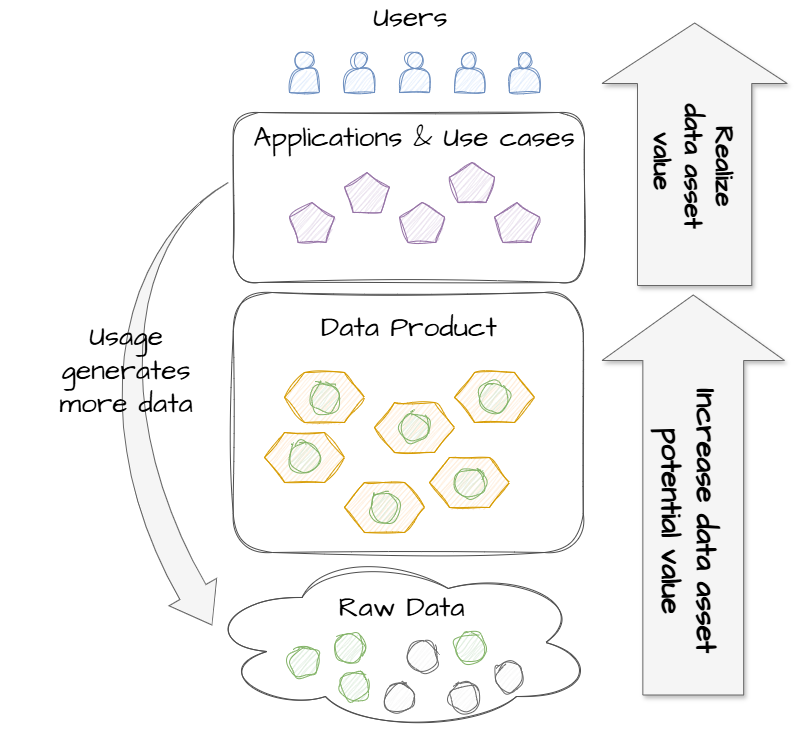 Users
Applications & Use cases
Realize
data asset
value
Data Product
Usage
generates
more data
Increase data asset
potential value
Raw Data